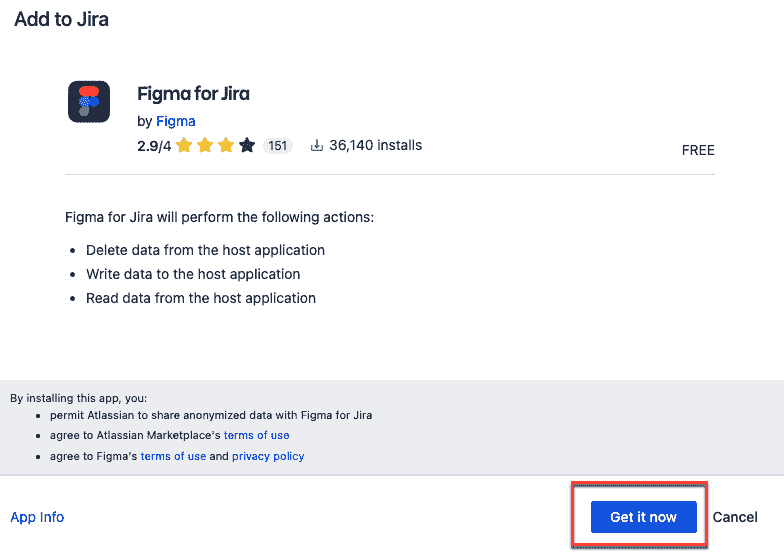 Add to Jira
Figma for Jira
by Figma
2.9/4 151 36,140 installs
FREE
Figma for Jira will perform the following actions:
• Delete data from the host application
• Write data to the host application
• Read data from the host application
By installing this app, you:
• permit Atlassian to share anonymized data with Figma for Jira
• agree to Atlassian Marketplace's terms of use
• agree to Figma's terms of use and privacy policy
App Info Get it now Cancel